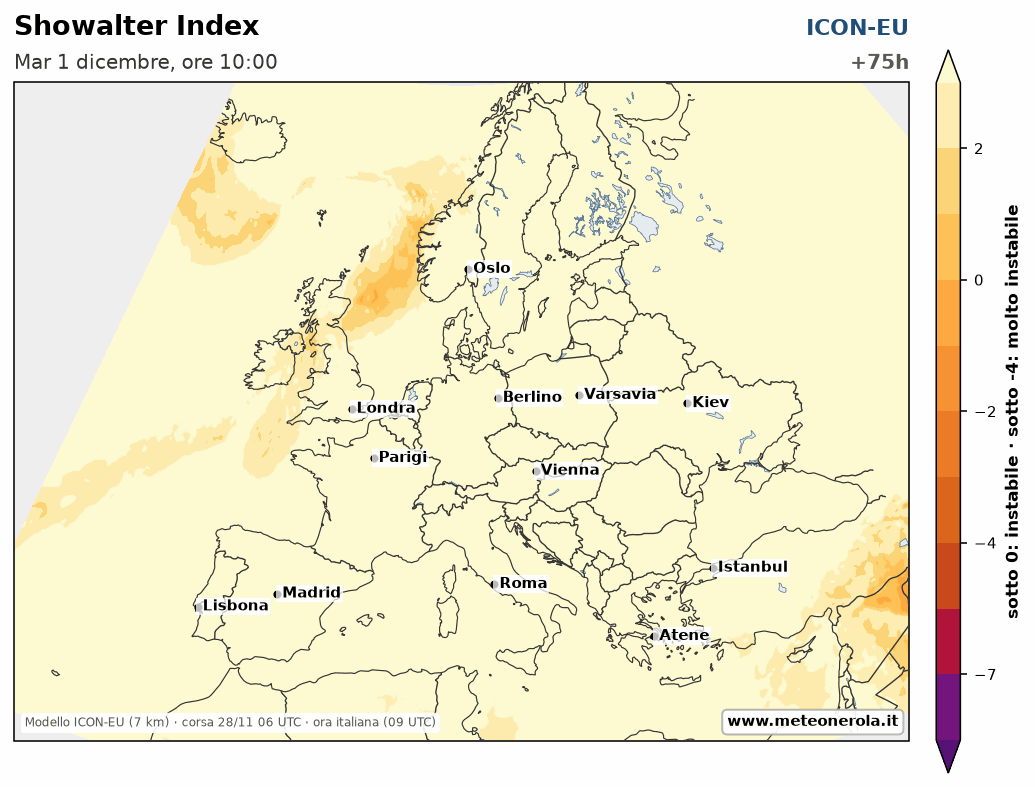 Showalter Index
ICON-EU
Mar 1 dicembre, ore 10:00
+75h
Oslo
Berlino
Varsavia
Kiev
Londra
Parigi
Vienna
Istanbul
Roma
Madrid
Lisbona
Atene
Modello ICON-EU (7 km) · corsa 28/11 06 UTC · ora italiana (09 UTC)
www.meteonerola.it
2
0
−2
−4
−7
sotto 0: instabile · sotto -4: molto instabile